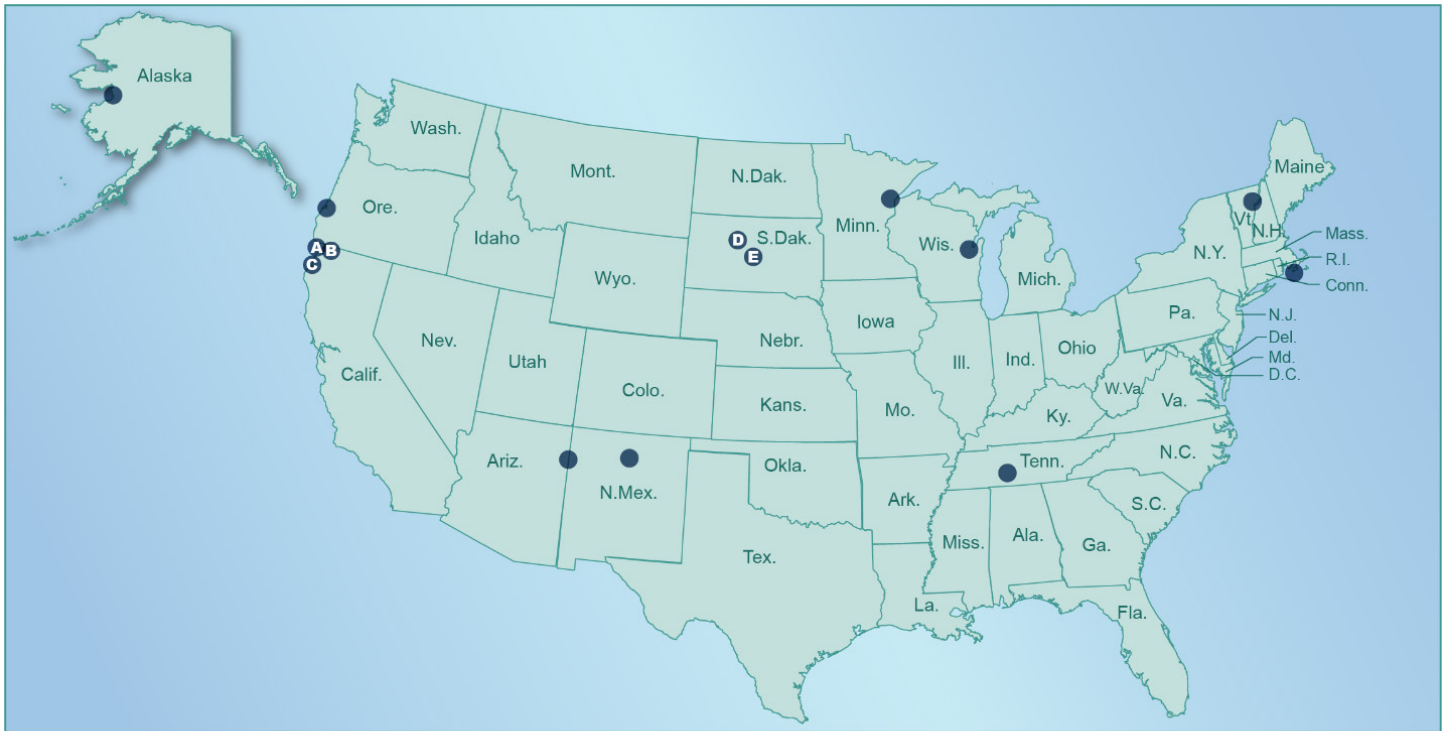 Alaska
Wash.
Mont.
N.Dak.
Minn.
Maine
Ore.
Idaho
Wyo.
D
S.Dak.
E
Wis.
Mich.
N.Y.
Vt.
N.H.
Mass.
R.I.
Conn.
A
B
C
Calif.
Nev.
Utah
Colo.
Nebr.
Kans.
Iowa
Ill.
Ind.
Ohio
Pa.
N.J.
Del.
Md.
D.C.
W.Va.
Va.
Mo.
Ky.
Ariz.
N.Mex.
Okla.
Ark.
Tenn.
N.C.
S.C.
Tex.
La.
Miss.
Ala.
Ga.
Fla.